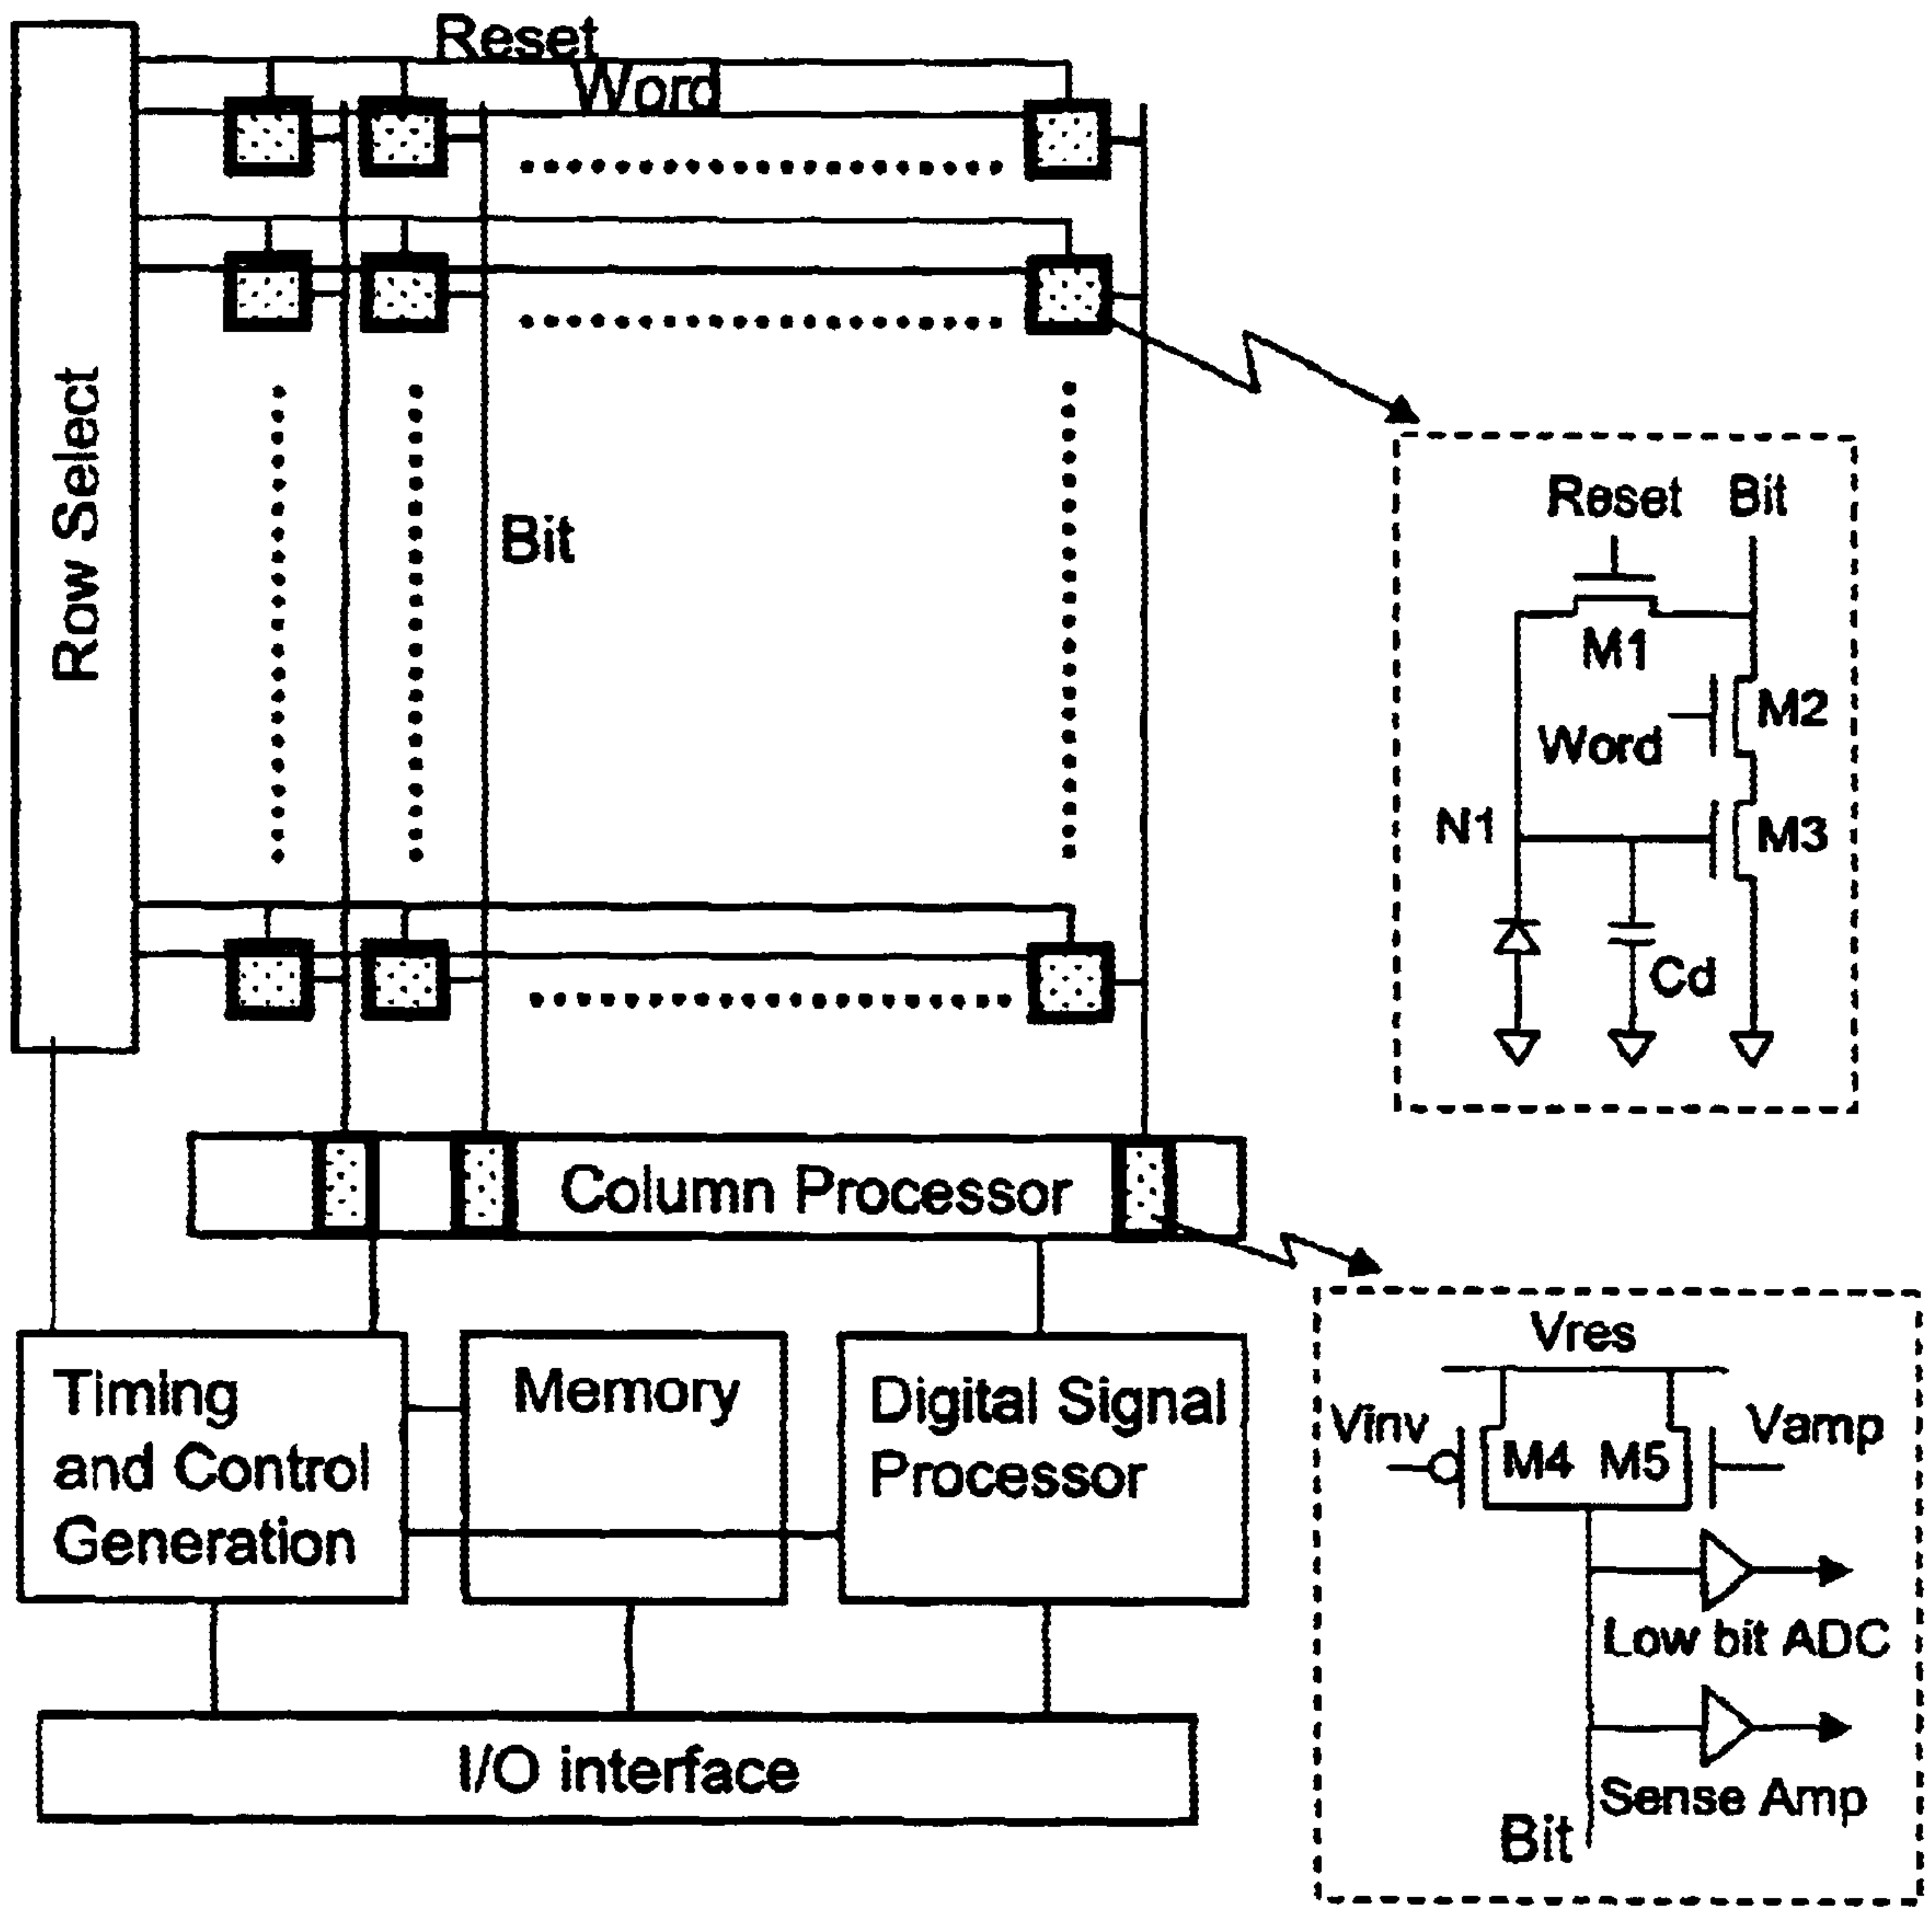 Reset
Word
Row Select
Bit
Reset Bit
M1
M2
Word
N1
M3
Cd
Column Processor
Timing
and Control
Generation
Memory
Digital Signal
Processor
I/O interface
Vres
Vinv M4 M5 Vamp
Low bit ADC
Sense Amp
Bit